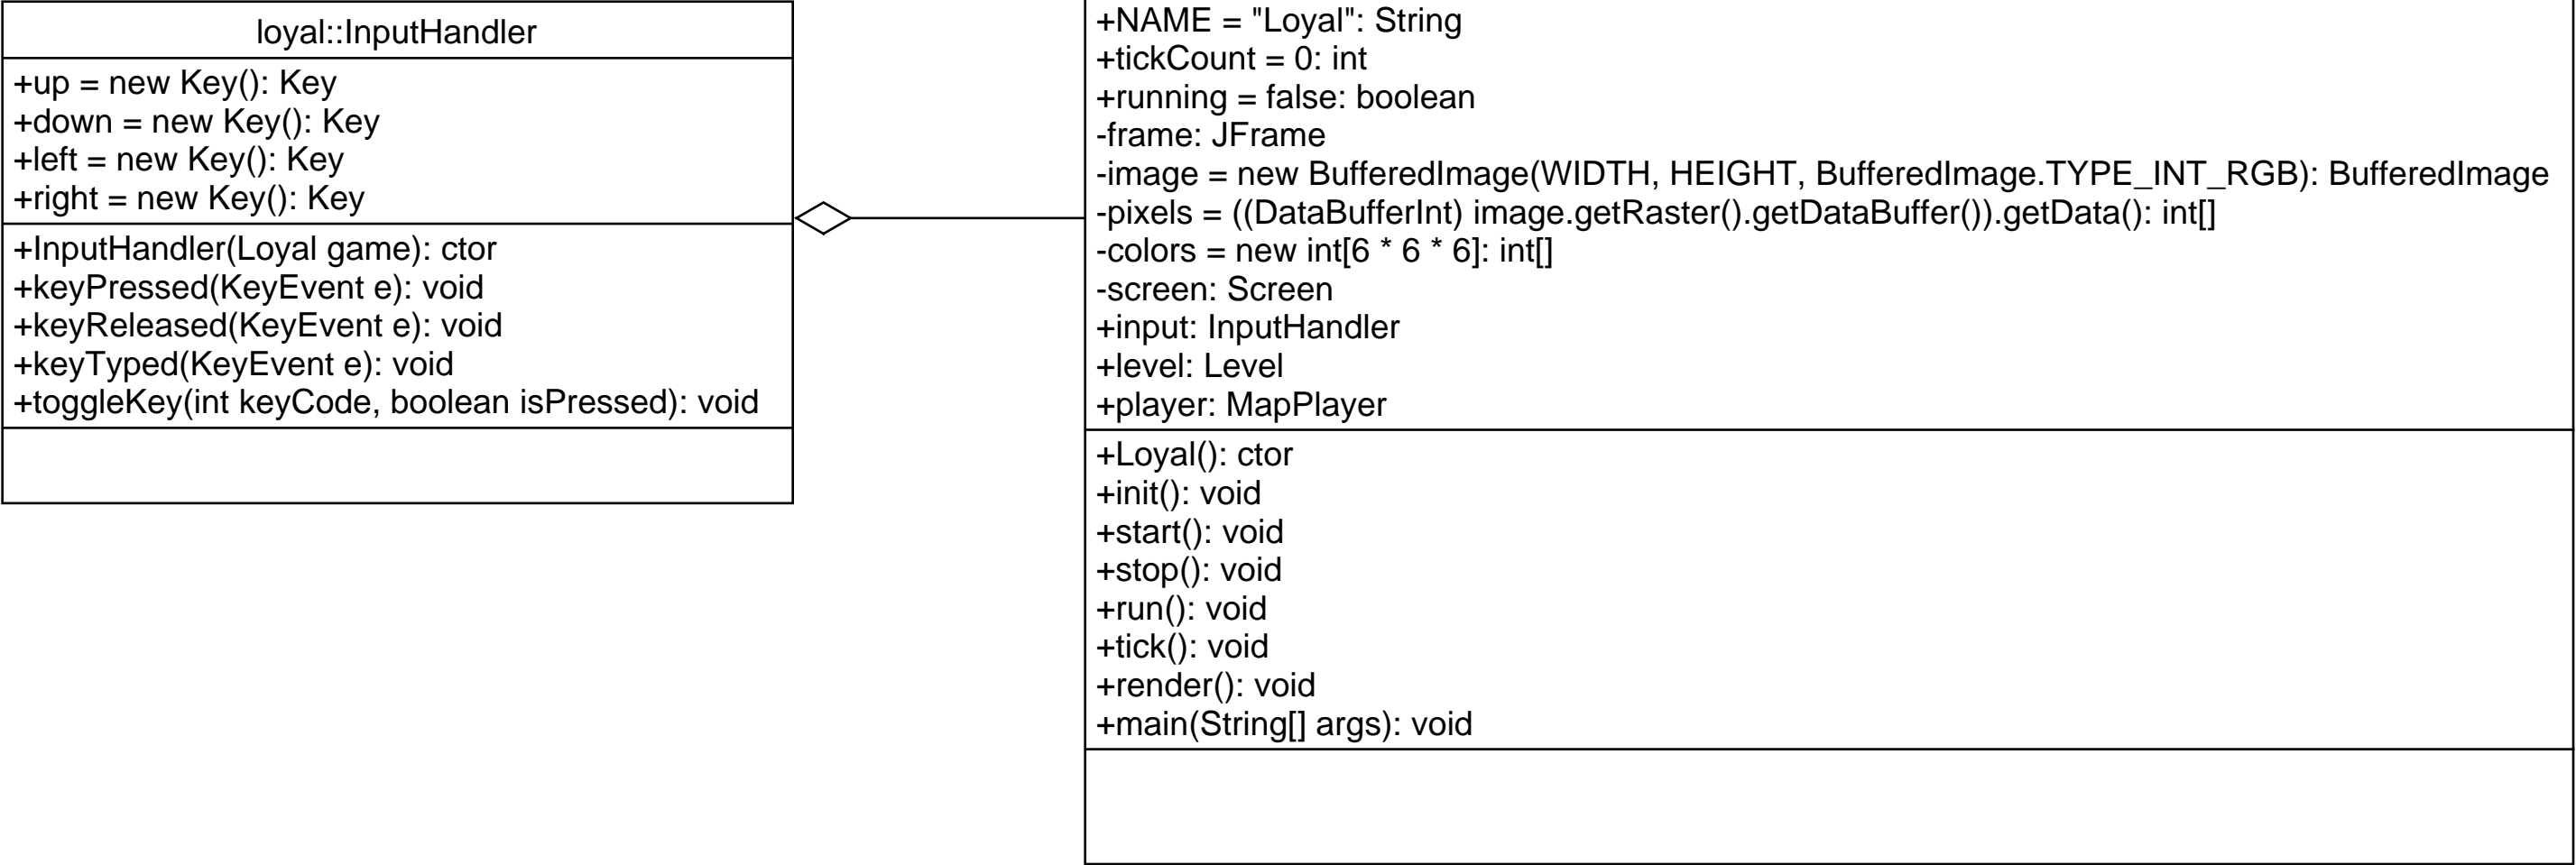 loyal::InputHandler
+up = new Key(): Key
+down = new Key(): Key
+left = new Key(): Key
+right = new Key(): Key
+InputHandler(Loyal game): ctor
+keyPressed(KeyEvent e): void
+keyReleased(KeyEvent e): void
+keyTyped(KeyEvent e): void
+toggleKey(int keyCode, boolean isPressed): void
+NAME = "Loyal": String
+tickCount = 0: int
+running = false: boolean
-frame: JFrame
-image = new BufferedImage(WIDTH, HEIGHT, BufferedImage.TYPE_INT_RGB): BufferedImage
-pixels = ((DataBufferInt) image.getRaster().getDataBuffer()).getData(): int[]
-colors = new int[6 * 6 * 6]: int[]
-screen: Screen
+input: InputHandler
+level: Level
+player: MapPlayer
+Loyal(): ctor
+init(): void
+start(): void
+stop(): void
+run(): void
+tick(): void
+render(): void
+main(String[] args): void